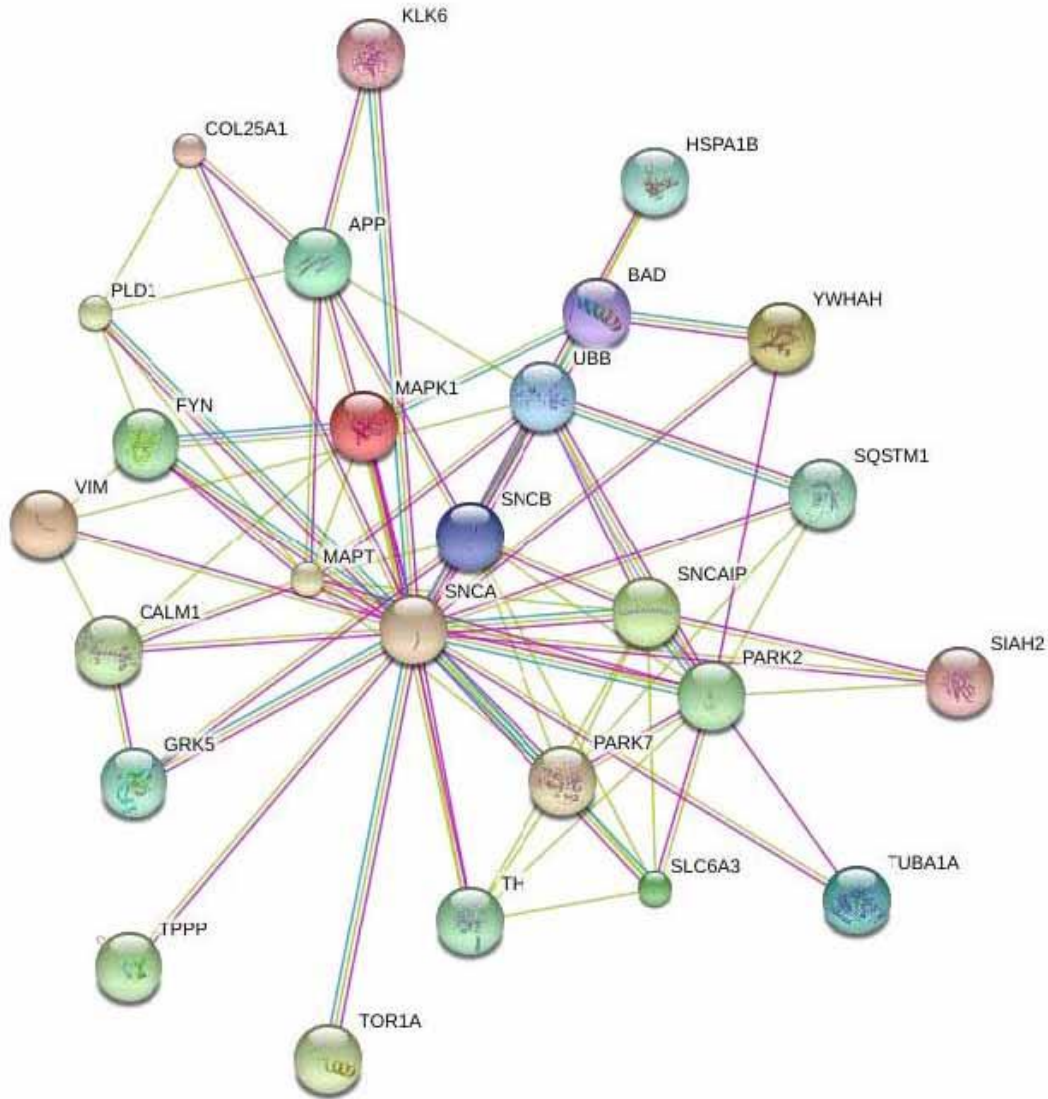 KLK6
COL25A1
HSPA1B
APP
BAD
PLD1
YWHAH
UBB
MAPK1
FYN
SQSTM1
VIM
SNCB
MAPT
SNCAIP
SNCA
CALM1
PARK2
SIAH2
PARK7
GRK5
SLC6A3
TUBA1A
TH
TPPP
TOR1A